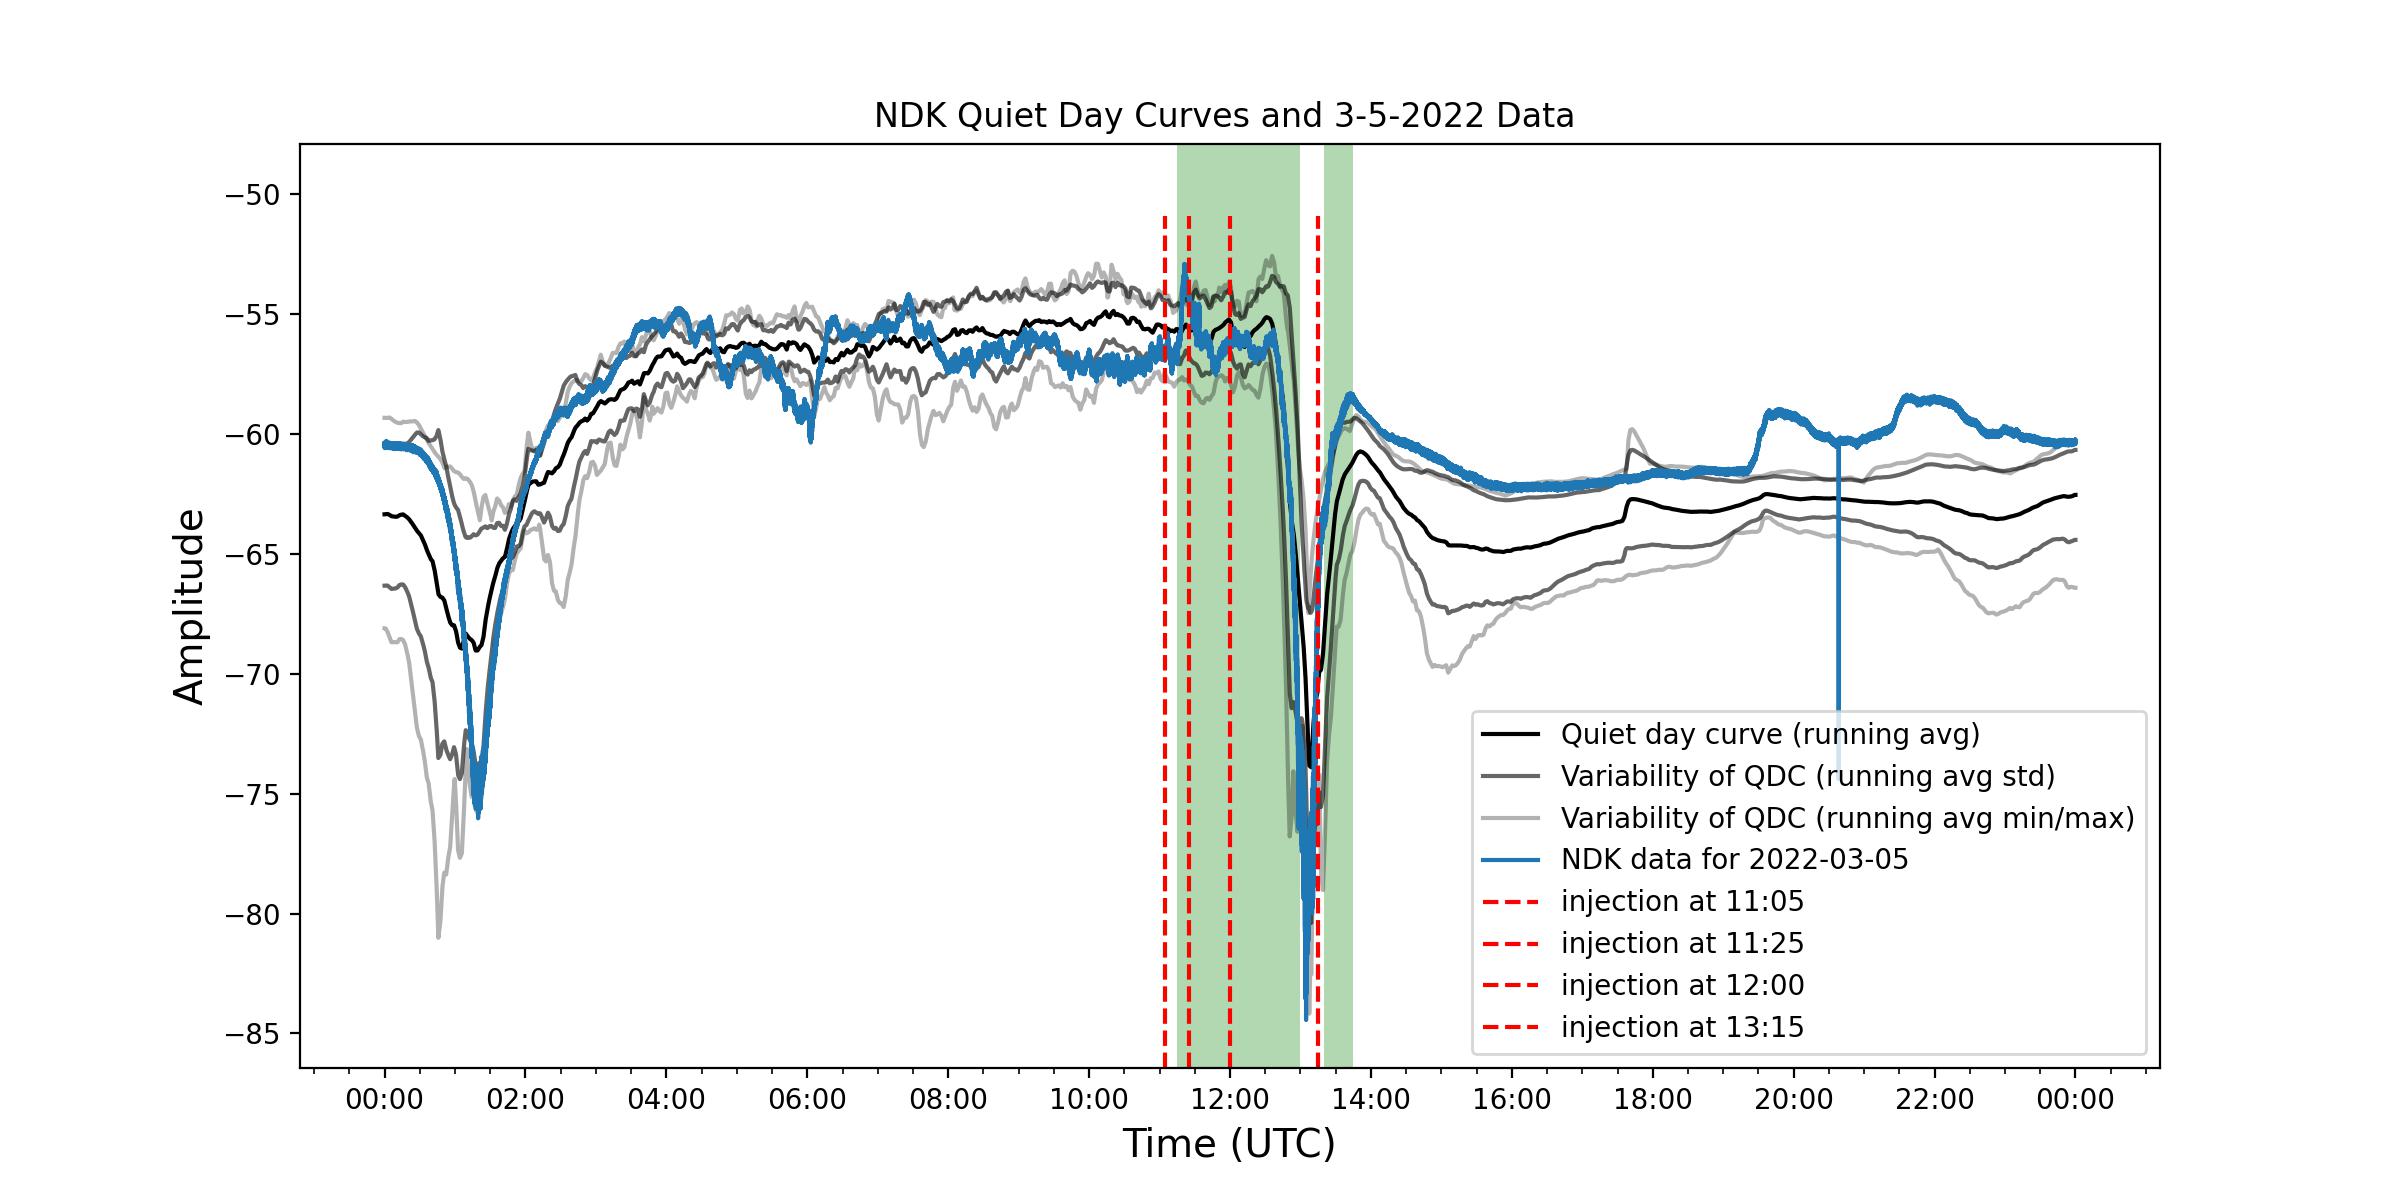 NDK Quiet Day Curves and 3-5-2022 Data
Amplitude
−50
−55
−60
−65
−70
−75
−80
−85
Quiet day curve (running avg)
Variability of QDC (running avg std)
Variability of QDC (running avg min/max)
NDK data for 2022-03-05
injection at 11:05
injection at 11:25
injection at 12:00
injection at 13:15
00:00 02:00 04:00 06:00 08:00 10:00 12:00 14:00 16:00 18:00 20:00 22:00 00:00
Time (UTC)